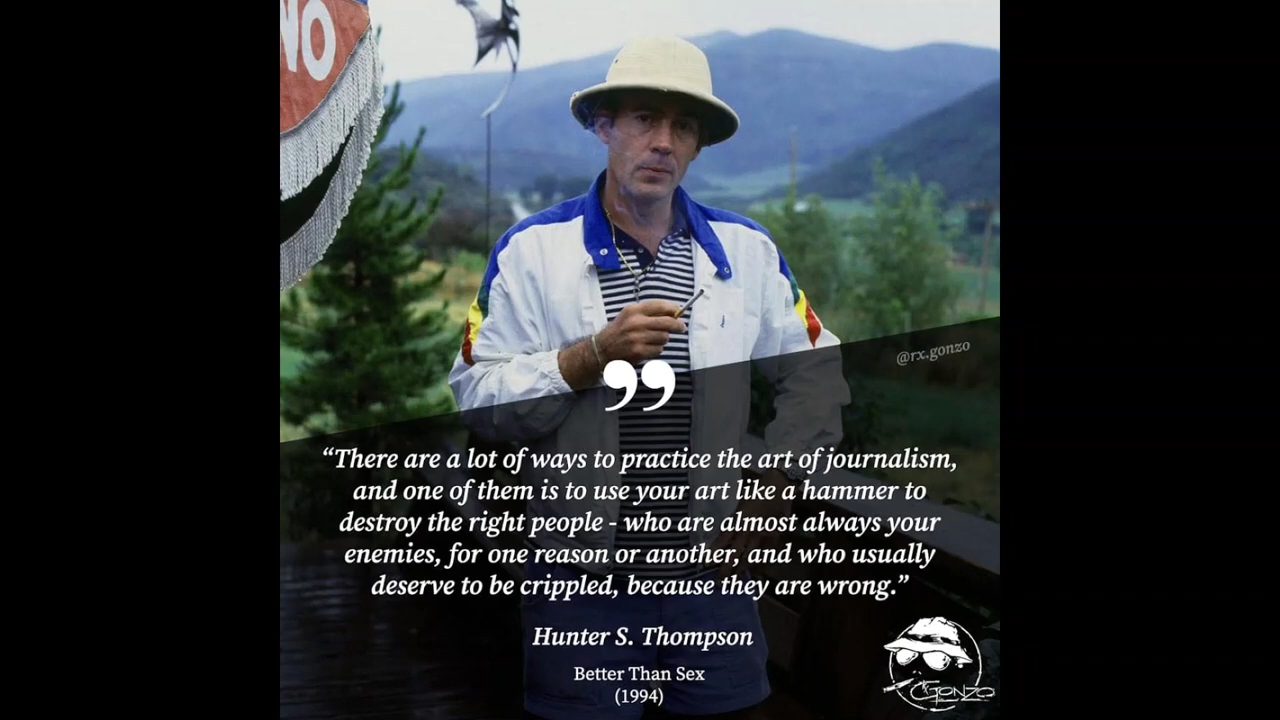 NO
@rx.gonzo
“There are a lot of ways to practice the art of journalism,
and one of them is to use your art like a hammer to
destroy the right people - who are almost always your
enemies, for one reason or another, and who usually
deserve to be crippled, because they are wrong.”
Hunter S. Thompson
Better Than Sex
(1994)
GONZO